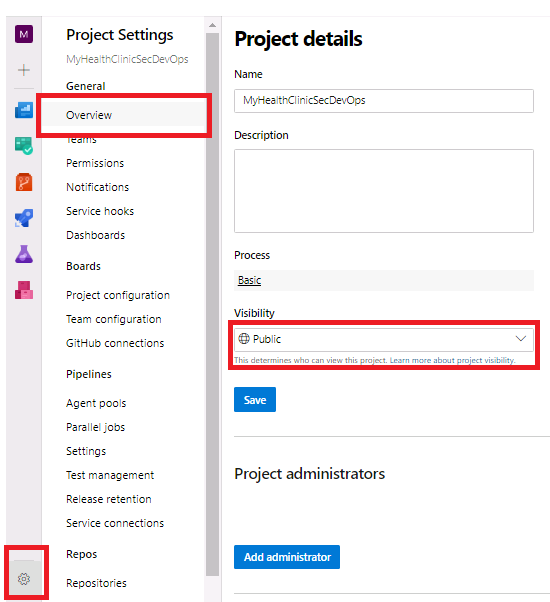 M
Project Settings
MyHealthClinicSecDevOps
General
Overview
Teams
Permissions
Notifications
Service hooks
Dashboards
Boards
Project configuration
Team configuration
GitHub connections
Pipelines
Agent pools
Parallel jobs
Settings
Test management
Release retention
Service connections
Repos
Repositories
Project details
Name
MyHealthClinicSecDevOps
Description
Process
Basic
Visibility
Public
This determines who can view this project. Learn more about project visibility.
Save
Project administrators
Add administrator